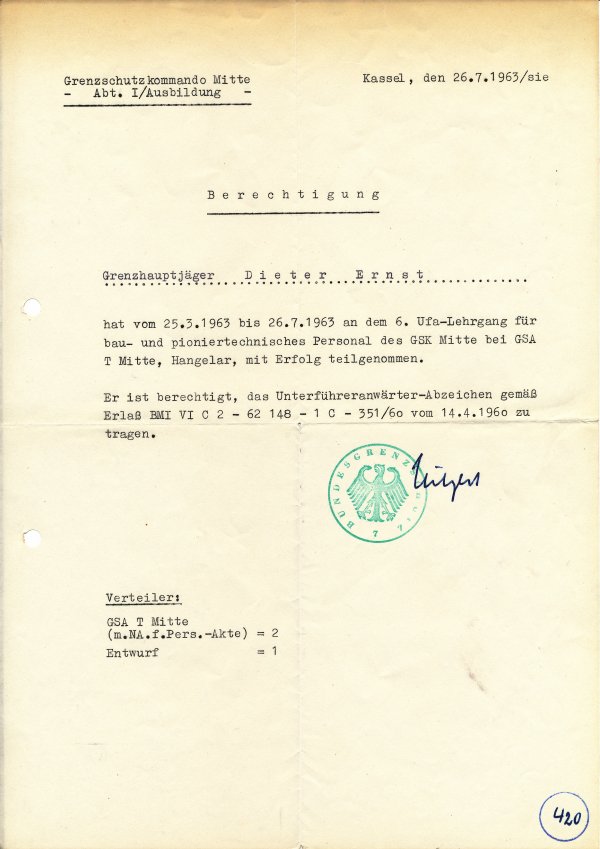 Grenzschutzkommando Mitte
- Abt. I/Ausbildung -
Kassel, den 26.7.1963/sie
B e r e c h t i g u n g
Grenzhauptjäger D i e t e r E r n s t
hat vom 25.3.1963 bis 26.7.1963 an dem 6. Ufa-Lehrgang für
bau- und pioniertechnisches Personal des GSK Mitte bei GSA
T Mitte, Hangelar, mit Erfolg teilgenommen.
Er ist berechtigt, das Unterführeranwärter-Abzeichen gemäß
Erlaß BMI VI C 2 - 62 148 - 1 C - 351/6o vom 14.4.196o zu
tragen.
BUNDESGRENZSCHUTZ
7
Verteiler:
GSA T Mitte
(m.NA.f.Pers.-Akte) = 2
Entwurf = 1
420